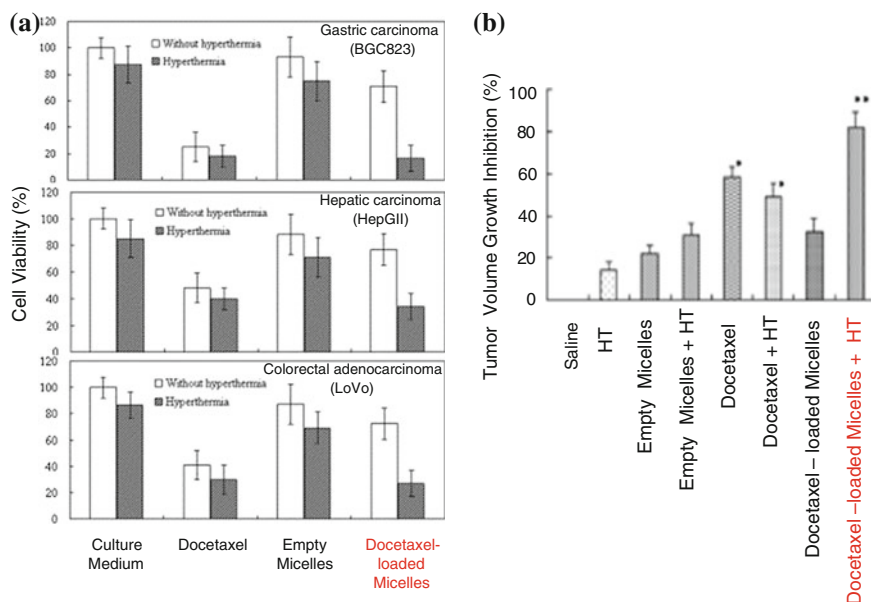 (a)
Gastric carcinoma
(BGC823)
Without hyperthermia
Hyperthermia
120
100
80
60
40
20
0
Hepatic carcinoma
(HepGII)
Without hyperthermia
Hyperthermia
120
100
80
60
40
20
0
Colorectal adenocarcinoma
(LoVo)
Without hyperthermia
Hyperthermia
120
100
80
60
40
20
0
Cell Viability (%)
Culture
Medium
Docetaxel
Empty
Micelles
Docetaxel-
loaded
Micelles
(b)
Tumor Volume Growth Inhibition (%)
100
80
60
40
20
0
Saline
HT
Empty Micelles
Empty Micelles + HT
Docetaxel
Docetaxel + HT
Docetaxel – loaded Micelles
Docetaxel –loaded Micelles + HT